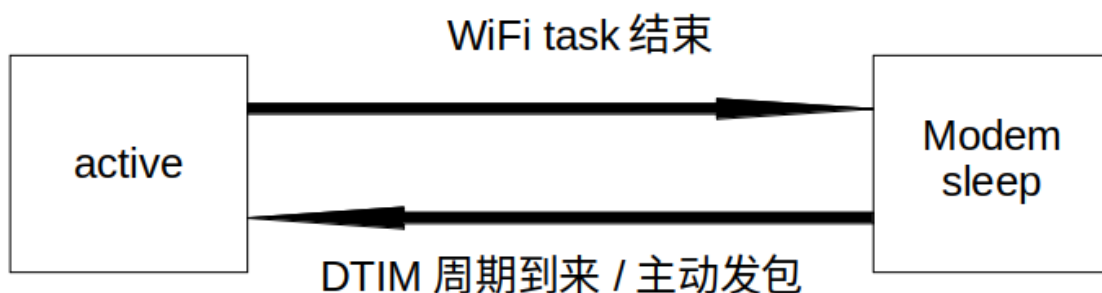 WiFi task 结束
active
Modem
sleep
DTIM 周期到来 / 主动发包